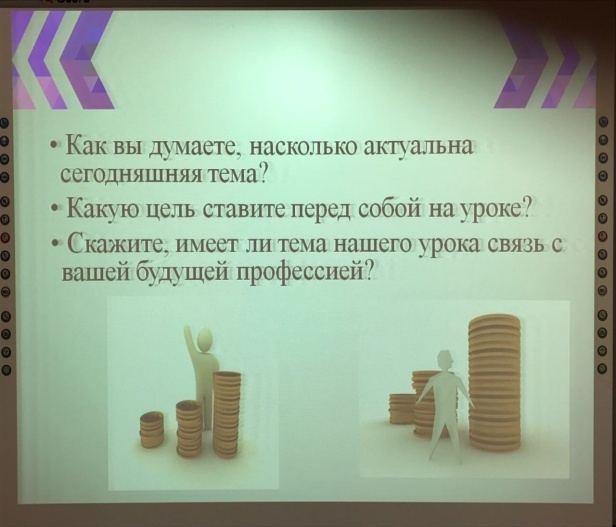 • Как вы думаете, насколько актуальна
сегодняшняя тема?
• Какую цель ставите перед собой на уроке?
• Скажите, имеет ли тема нашего урока связь с
вашей будущей профессией?